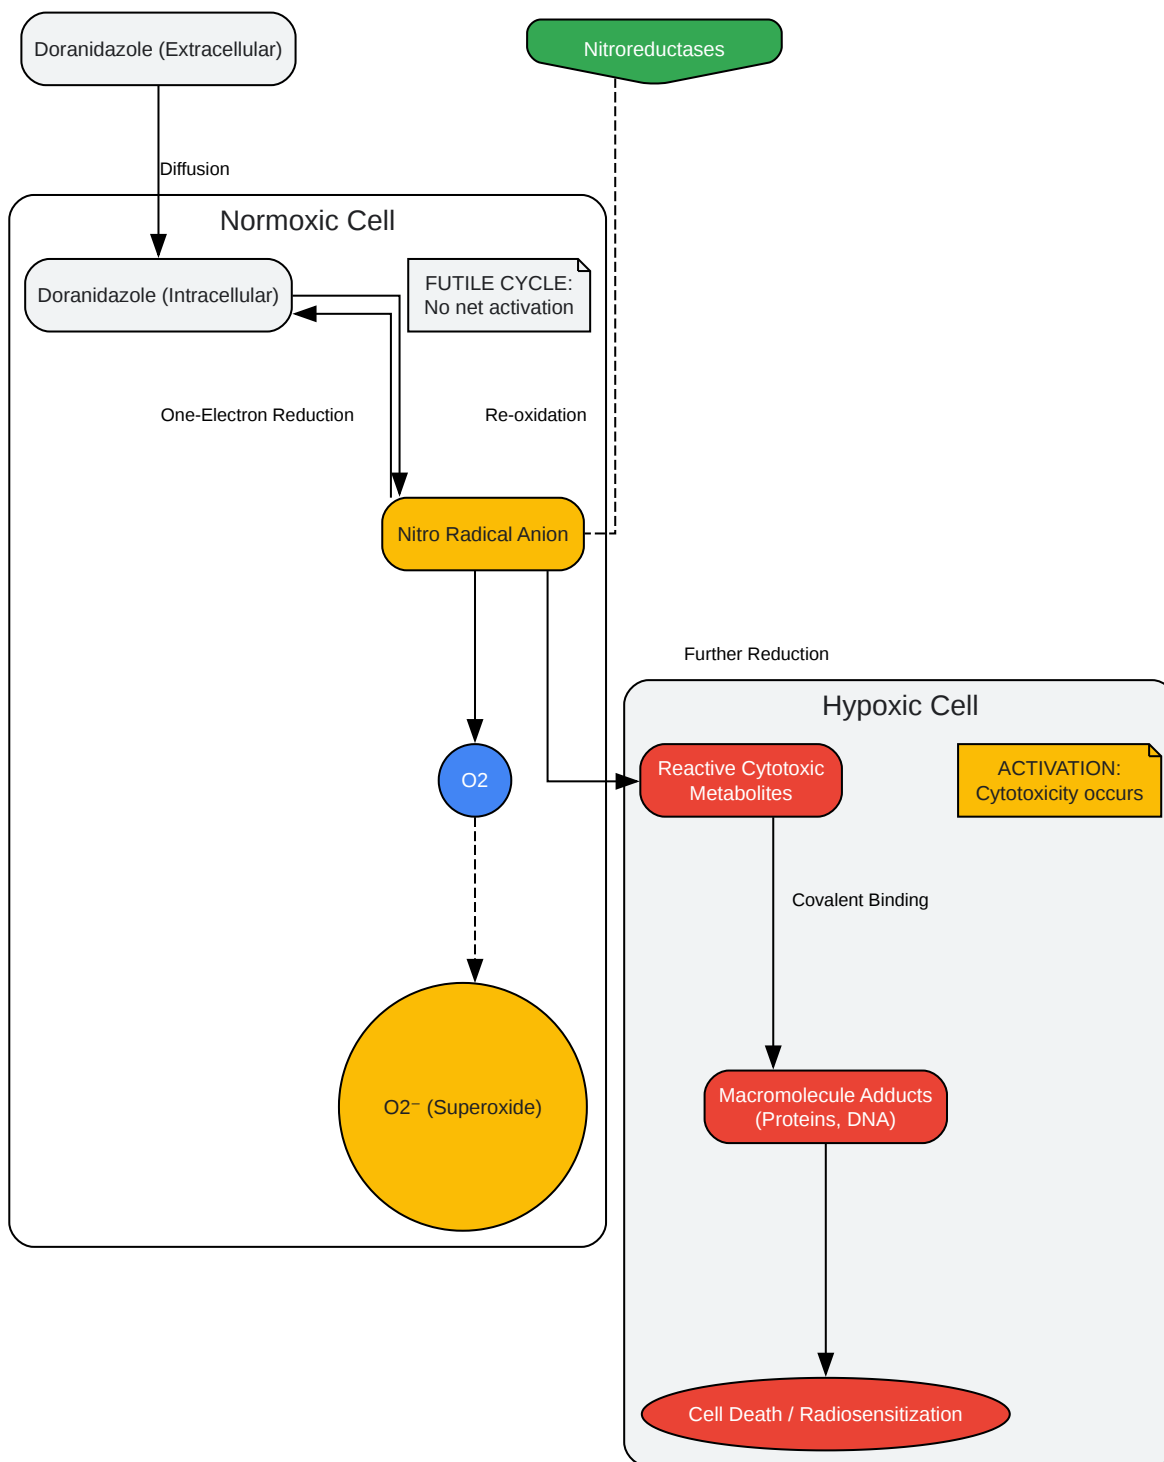 Doranidazole (Extracellular)
Nitroreductases
Diffusion
Normoxic Cell
Doranidazole (Intracellular)
FUTILE CYCLE:
No net activation
One-Electron Reduction
Re-oxidation
Nitro Radical Anion
Further Reduction
Hypoxic Cell
O2
Reactive Cytotoxic
Metabolites
ACTIVATION:
Cytotoxicity occurs
Covalent Binding
O2⁻ (Superoxide)
Macromolecule Adducts
(Proteins, DNA)
Cell Death / Radiosensitization